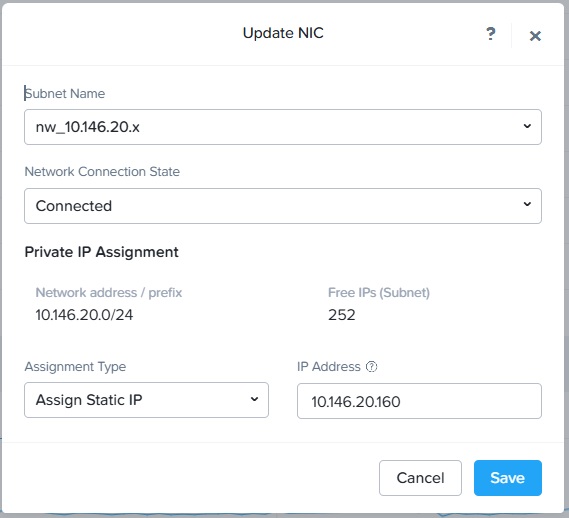 Update NIC
?
×
Subnet Name
nw_10.146.20.x
Network Connection State
Connected
Private IP Assignment
Network address / prefix
Free IPs (Subnet)
10.146.20.0/24
252
Assignment Type
IP Address ?
Assign Static IP
10.146.20.160
Cancel
Save